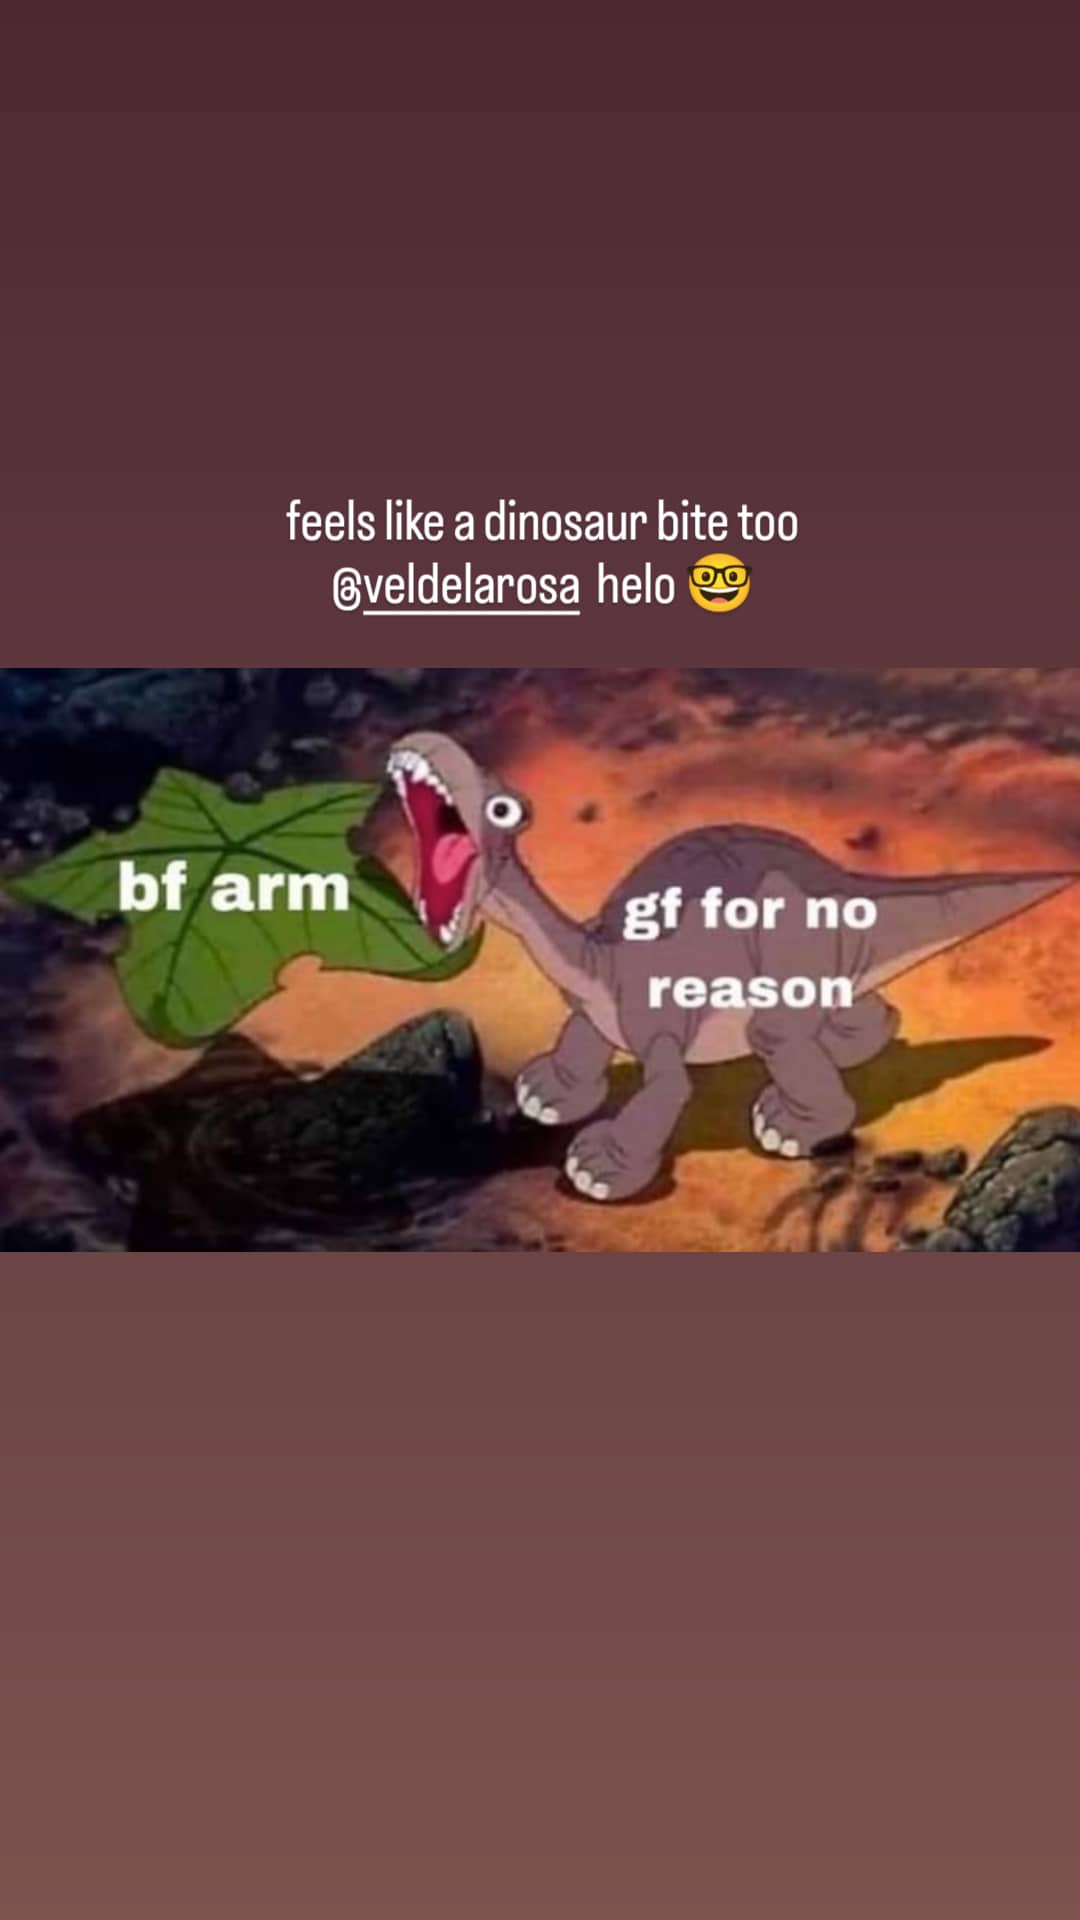 feels like a dinosaur bite too
@veldelarosa helo 🤓
bf arm
gf for no
reason